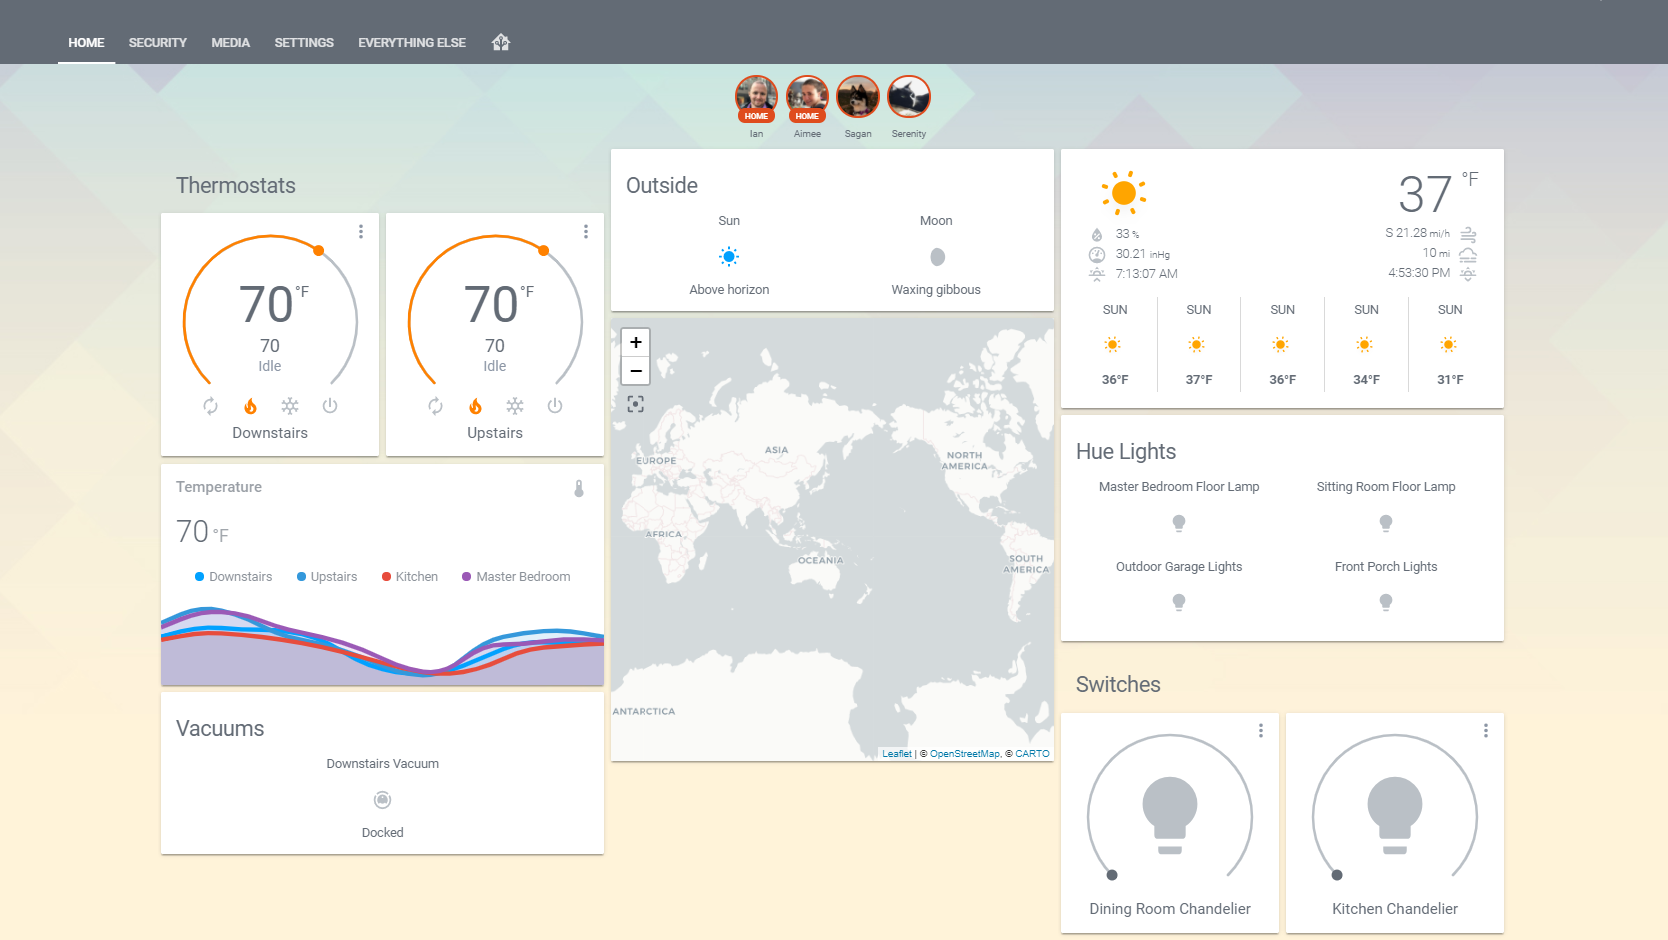 HOME SECURITY MEDIA SETTINGS EVERYTHING ELSE
HOME HOME
Ian Aimee Sagan Serenity
Thermostats
70 °F
70
Idle
Downstairs
70 °F
70
Idle
Upstairs
Temperature
70 °F
Downstairs Upstairs Kitchen Master Bedroom
Vacuums
Downstairs Vacuum
Docked
Outside
Sun Moon
Above horizon Waxing gibbous
+
−
EUROPE
ASIA
NORTH
AMERICA
AFRICA
OCEANIA
SOUTH
AMERICA
ANTARCTICA
Leaflet | © OpenStreetMap, © CARTO
37 °F
33 % S 21.28 mi/h
30.21 inHg 10 mi
7:13:07 AM 4:53:30 PM
SUN SUN SUN SUN SUN
36°F 37°F 36°F 34°F 31°F
Hue Lights
Master Bedroom Floor Lamp Sitting Room Floor Lamp
Outdoor Garage Lights Front Porch Lights
Switches
Dining Room Chandelier Kitchen Chandelier